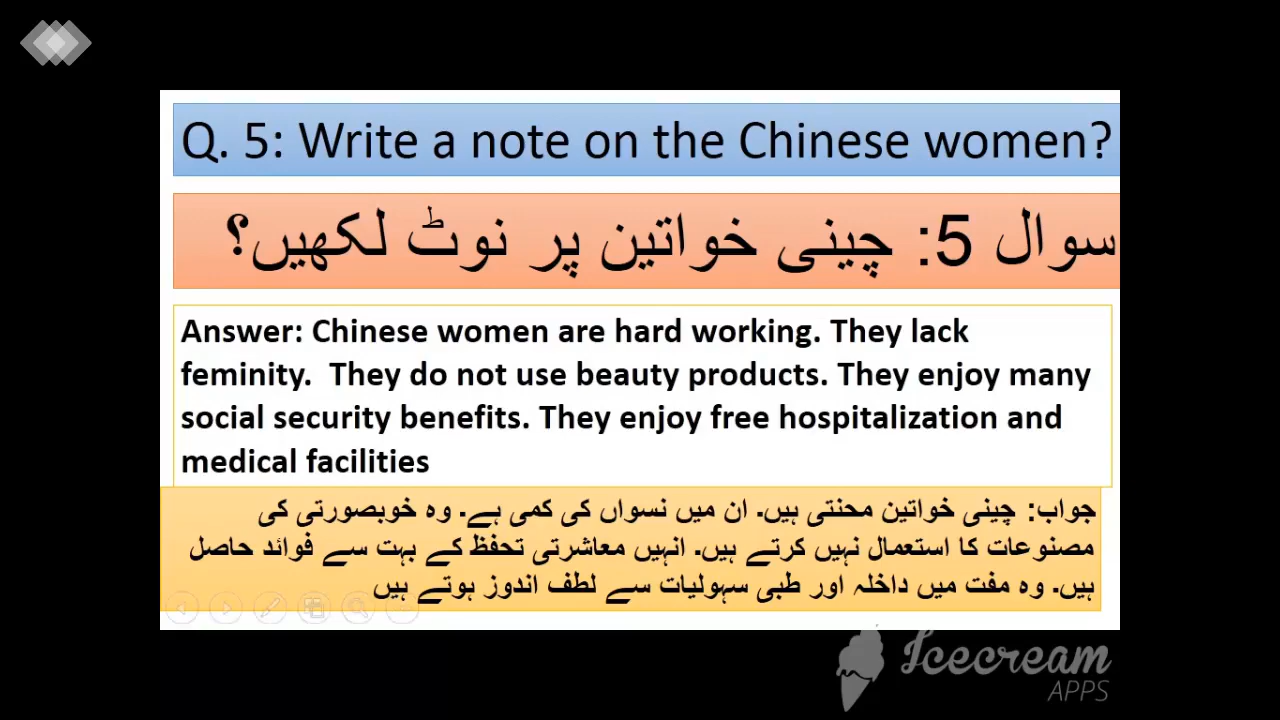 Q. 5: Write a note on the Chinese women?
سوال 5: چینی خواتین پر نوٹ لکھیں؟
Answer: Chinese women are hard working. They lack
feminity.  They do not use beauty products. They enjoy many
social security benefits. They enjoy free hospitalization and
medical facilities
جواب: چینی خواتین محنتی ہیں۔ ان میں نسواں کی کمی ہے۔ وہ خوبصورتی کی
مصنوعات کا استعمال نہیں کرتے ہیں۔ انہیں معاشرتی تحفظ کے بہت سے فوائد حاصل
ہیں۔ وہ مفت میں داخلہ اور طبی سہولیات سے لطف اندوز ہوتے ہیں
Icecream
APPS